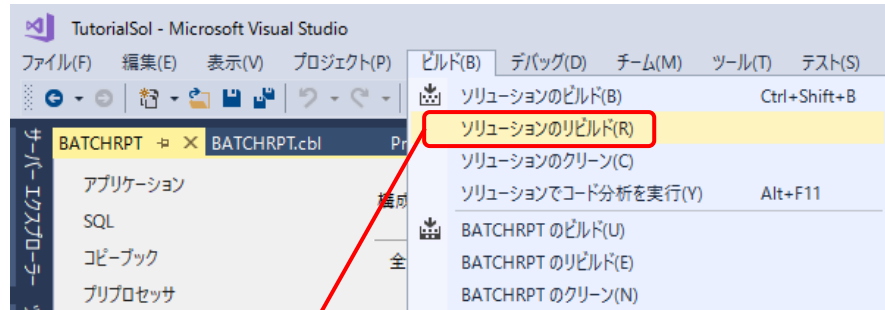 TutorialSol - Microsoft Visual Studio
ファイル(F) 編集(E) 表示(V) プロジェクト(P) ビルド(B) デバッグ(D) チーム(M) ツール(T) テスト(S)
ソリューションのビルド(B) Ctrl+Shift+B
ソリューションのリビルド(R)
ソリューションのクリーン(C)
ソリューションでコード分析を実行(Y) Alt+F11
BATCHRPT のビルド(U)
BATCHRPT のリビルド(E)
BATCHRPT のクリーン(N)
サーバー エクスプローラー
BATCHRPT BATCHRPT.cbl Pr
アプリケーション
SQL
コピーブック
プリプロセッサ
構成
全